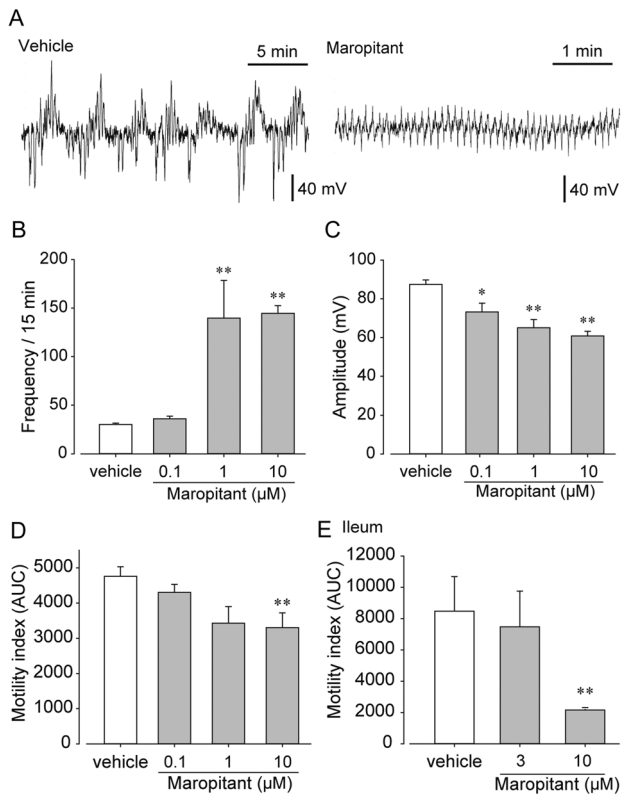 A
Vehicle
5 min
Maropitant
1 min
40 mV
40 mV
B
Frequency / 15 min
200
150
100
50
0
**
**
vehicle
0.1
1
10
Maropitant (µM)
C
Amplitude (mV)
100
80
60
40
20
0
*
**
**
vehicle
0.1
1
10
Maropitant (µM)
D
Motility index (AUC)
5000
4000
3000
2000
1000
0
**
vehicle
0.1
1
10
Maropitant (µM)
E
Ileum
Motility index (AUC)
12000
10000
8000
6000
4000
2000
0
**
vehicle
3
10
Maropitant (µM)